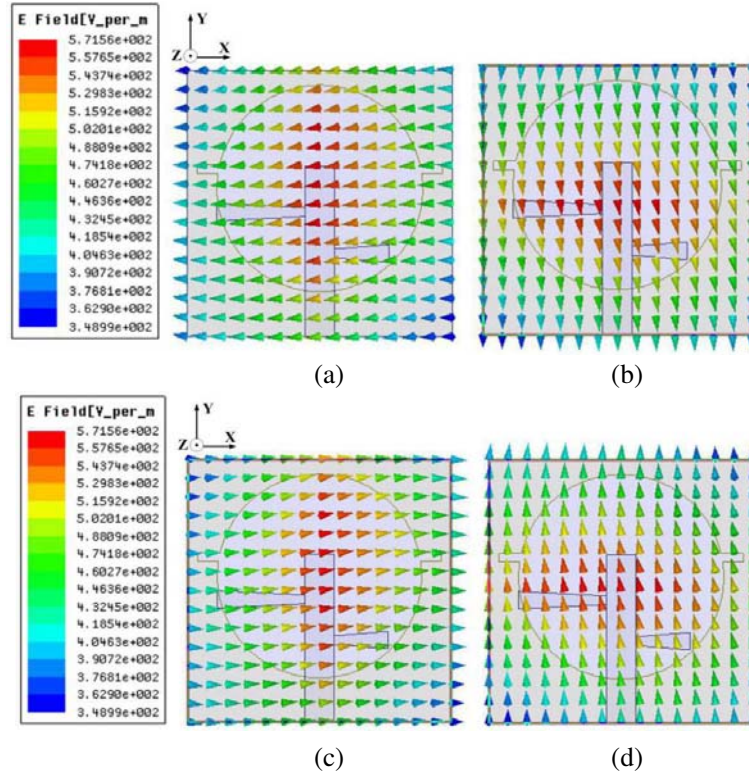 E Field[V_per_m
5.7156e+002
5.5765e+002
5.4374e+002
5.2983e+002
5.1592e+002
5.0201e+002
4.8809e+002
4.7418e+002
4.6027e+002
4.4636e+002
4.3245e+002
4.1854e+002
4.0463e+002
3.9072e+002
3.7681e+002
3.6290e+002
3.4899e+002
Y
Z X
(a) (b)
E Field[V_per_m
5.7156e+002
5.5765e+002
5.4374e+002
5.2983e+002
5.1592e+002
5.0201e+002
4.8809e+002
4.7418e+002
4.6027e+002
4.4636e+002
4.3245e+002
4.1854e+002
4.0463e+002
3.9072e+002
3.7681e+002
3.6290e+002
3.4899e+002
Y
Z X
(c) (d)